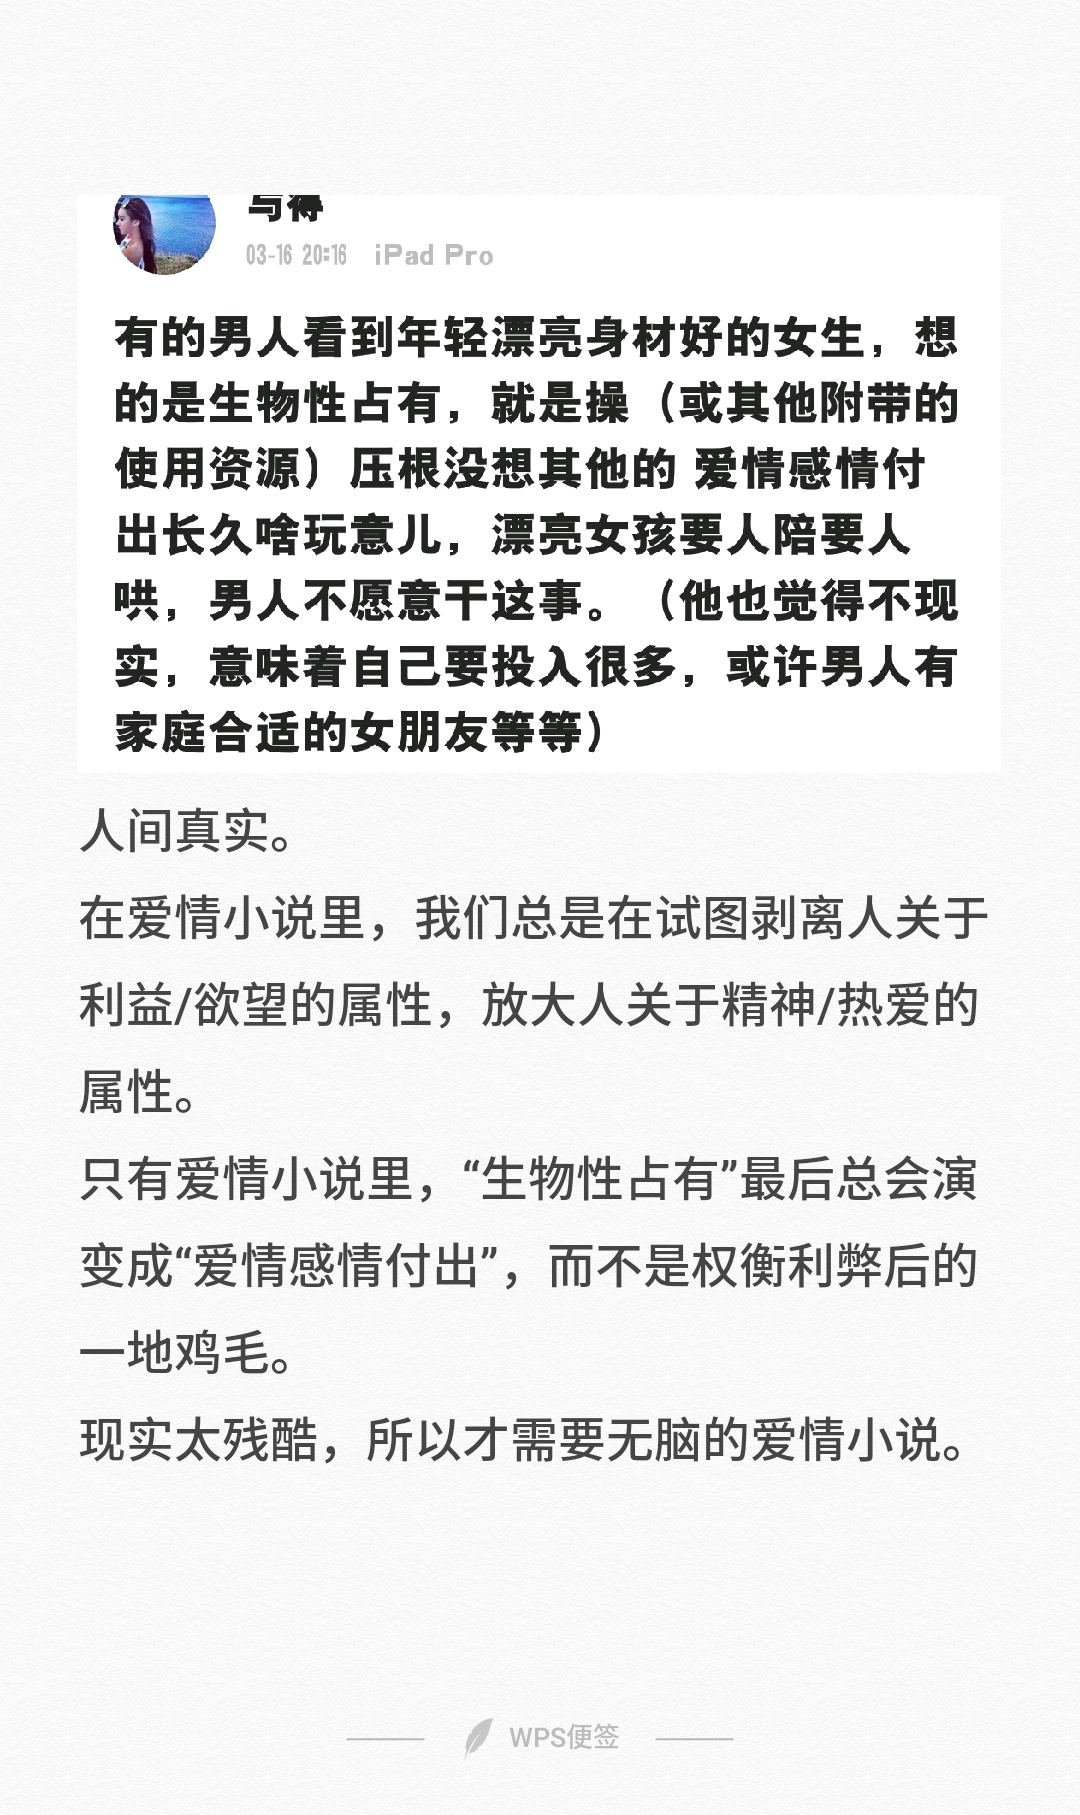 写得
03-16 20:16 iPad Pro
有的男人看到年轻漂亮身材好的女生，想
的是生物性占有，就是操（或其他附带的
使用资源）压根没想其他的 爱情感情付
出长久啥玩意儿，漂亮女孩要人陪要人
哄，男人不愿意干这事。（他也觉得不现
实，意味着自己要投入很多，或许男人有
家庭合适的女朋友等等）
人间真实。
在爱情小说里，我们总是在试图剥离人关于
利益/欲望的属性，放大人关于精神/热爱的
属性。
只有爱情小说里，“生物性占有”最后总会演
变成“爱情感情付出”，而不是权衡利弊后的
一地鸡毛。
现实太残酷，所以才需要无脑的爱情小说。
WPS便签